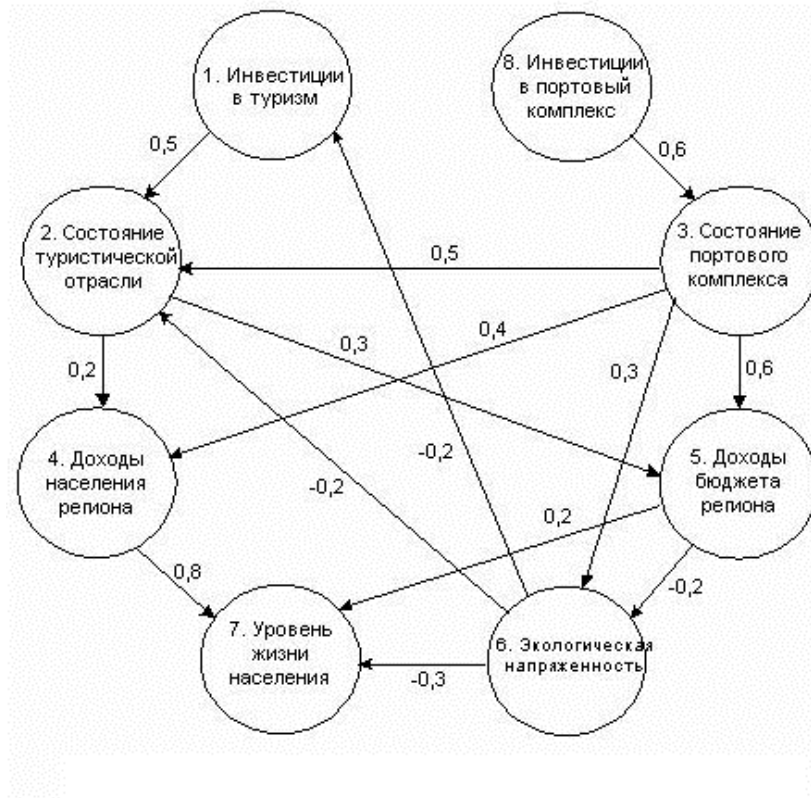 1. Инвестиции
в туризм
8. Инвестиции
в портовый
комплекс
0,5
0,6
2. Состояние
туристической
отрасли
3. Состояние
портового
комплекса
0,5
0,4
0,3
0,2
0,3
0,6
4. Доходы
населения
региона
5. Доходы
бюджета
региона
-0,2
-0,2
0,2
0,8
-0,2
7. Уровень
жизни
населения
6. Экологическая
напряженность
-0,3